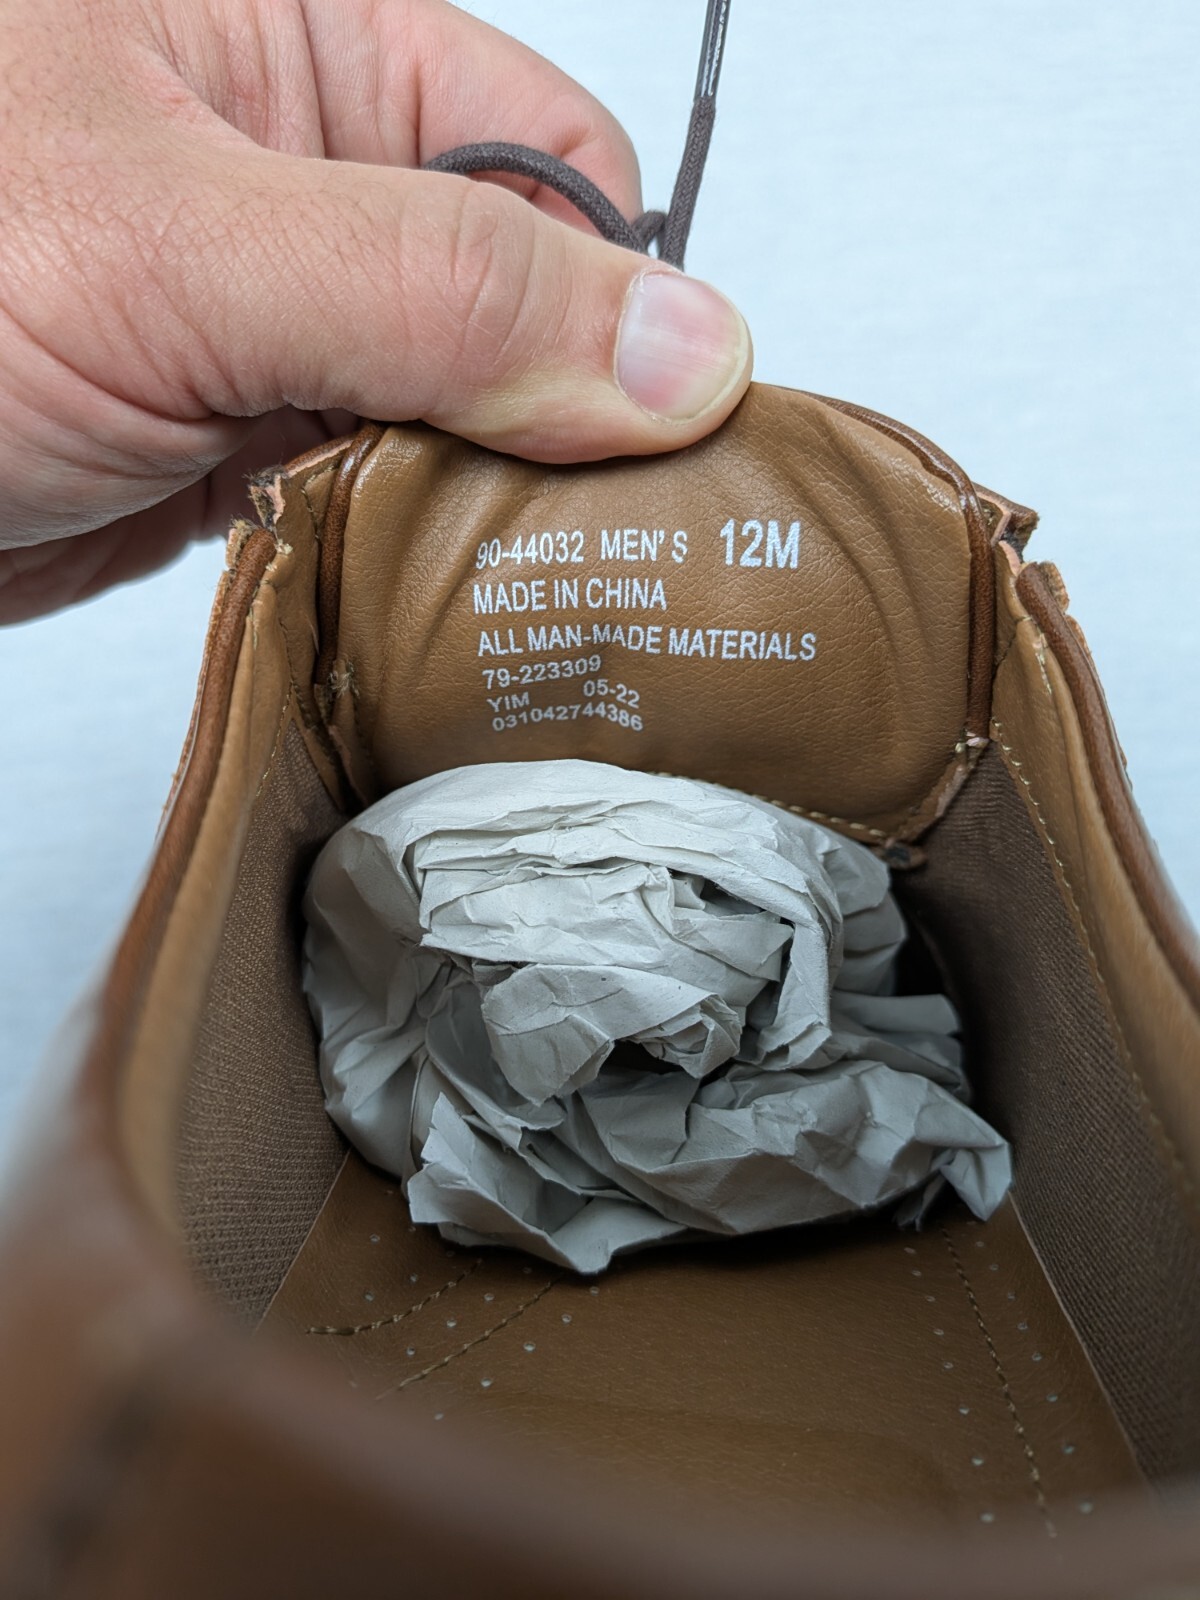 90-44032 MEN'S 12M
MADE IN CHINA
ALL MAN-MADE MATERIALS
79-223309
YIM 05-22
031042744386